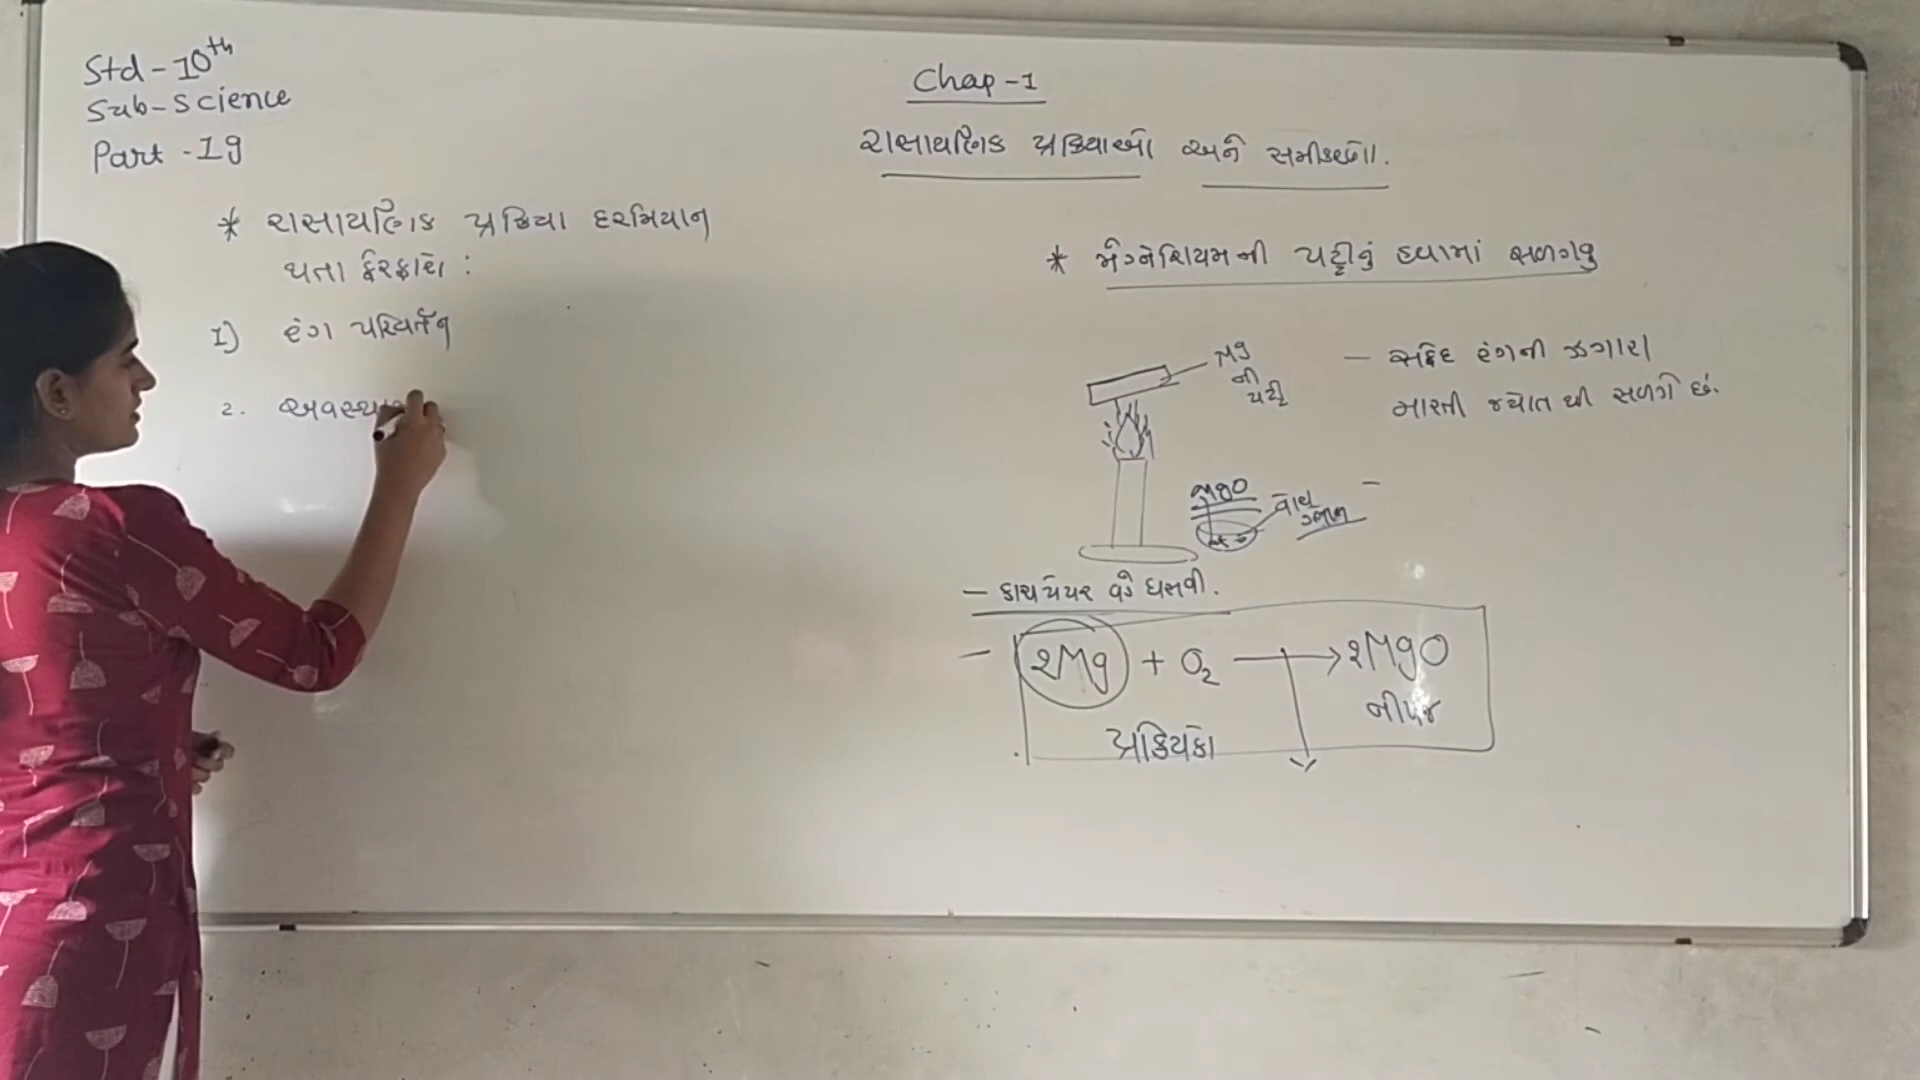 Std - 10th
Sub - Science
Part - 19
Chap - 1
રાસાયણિક પ્રક્રિયાઓ અને સમીકરણો.
* રાસાયણિક પ્રક્રિયા દરમિયાન
થતા ફેરફારો :
1) રંગ પરિવર્તન
2. અવસ્થા
* મેગ્નેશિયમની પટ્ટીનું હવામાં સળગવુ
Mg
ની
પટ્ટી
- સફેદ રંગની ઝગારા
મારતી જ્યોત થી સળગે છે.
MgO
વોચ
ગ્લાસ
-
- કાચ પેપર વડે ઘસવી.
- 2Mg + O2 → 2MgO
પ્રક્રિયકો
નીપજ